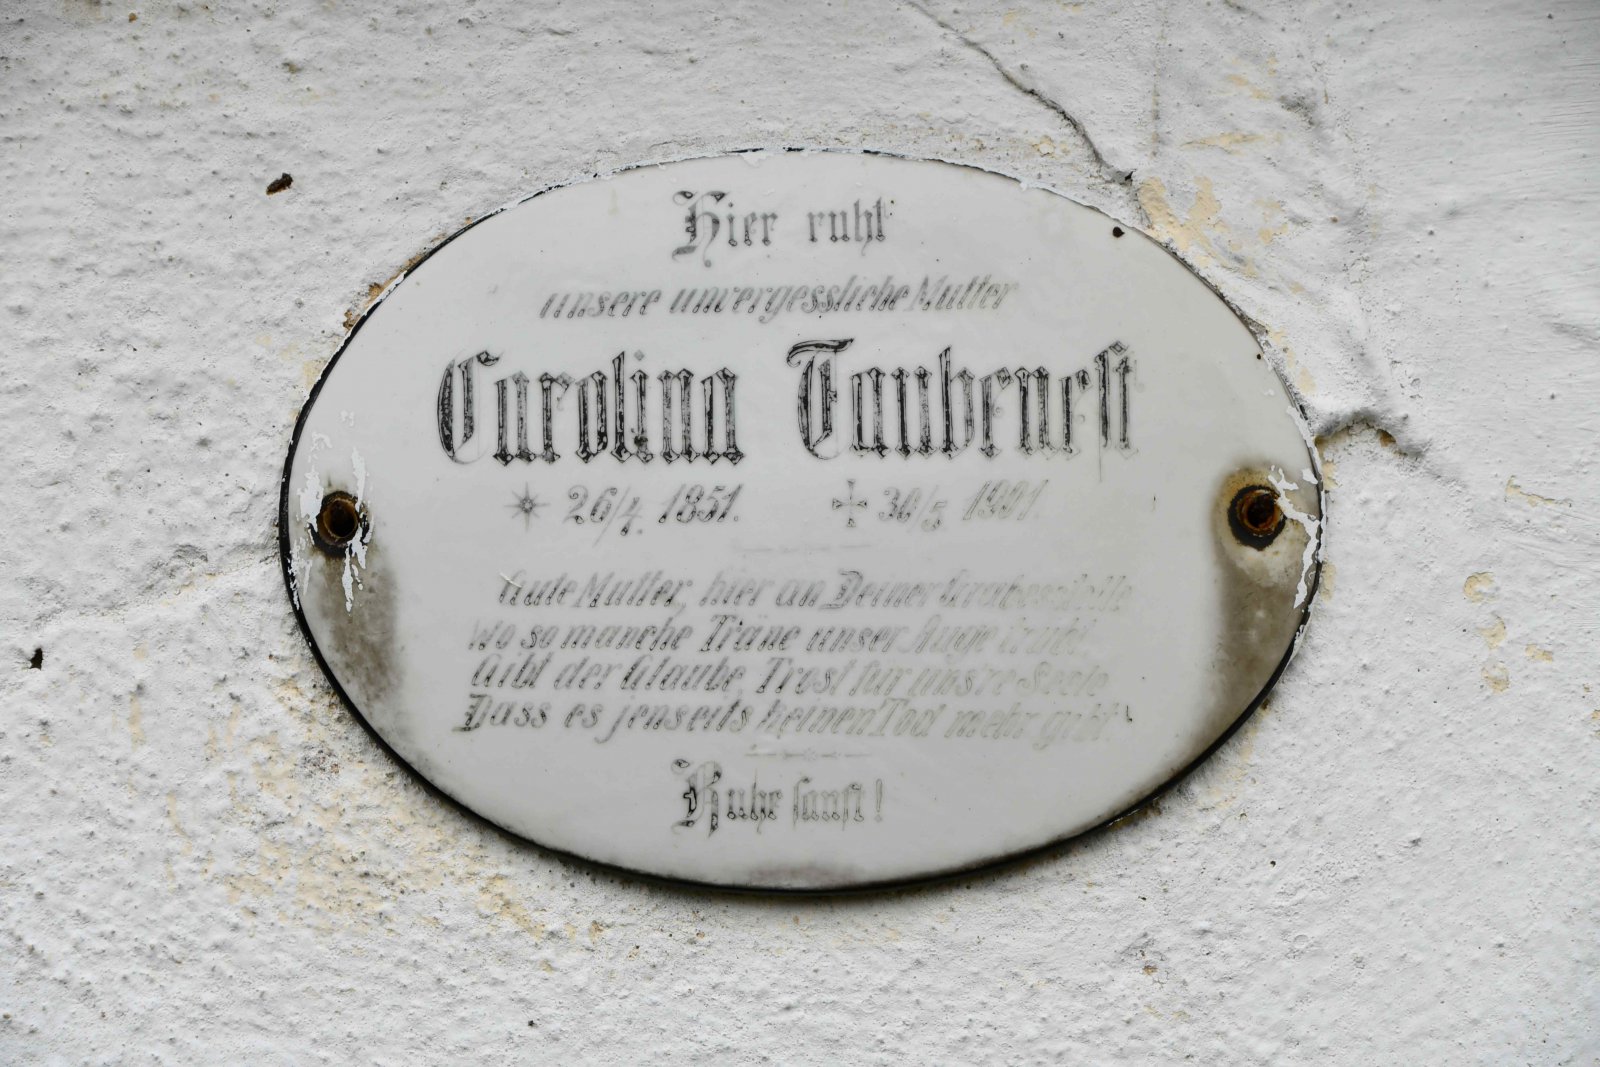 Hier ruht
unsere unvergessliche Mutter
Carolina Taubenest
✴ 26/4. 1851. ✠ 30/5 1901.
Gute Mutter, hier an Deiner Grabesstelle
Wo so manche Träne unser Auge trübt,
Gibt der Glaube, Trost für uns're Seele
Dass es jenseits keinen Tod mehr gibt.
Ruhe sanft!